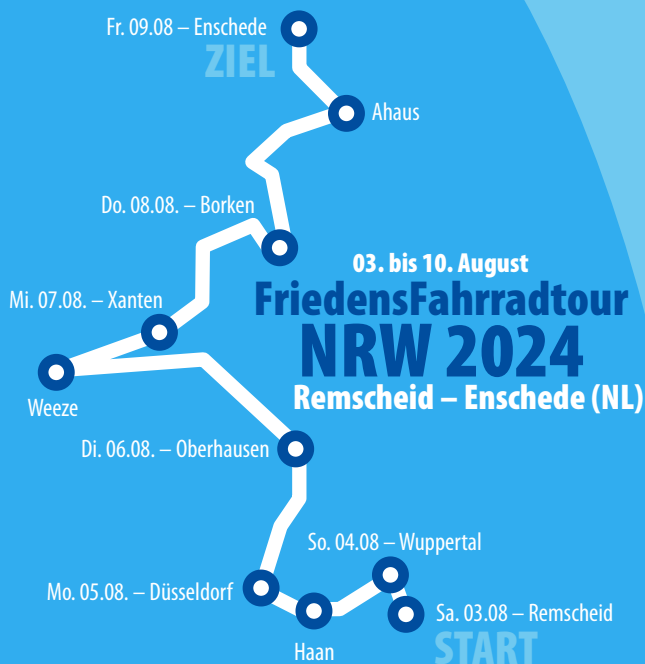 Fr. 09.08 – Enschede
ZIEL
Ahaus
Do. 08.08. – Borken
03. bis 10. August
FriedensFahrradtour
NRW 2024
Remscheid – Enschede (NL)
Mi. 07.08. – Xanten
Weeze
Di. 06.08. – Oberhausen
So. 04.08 – Wuppertal
Mo. 05.08. – Düsseldorf
Sa. 03.08 – Remscheid
START
Haan